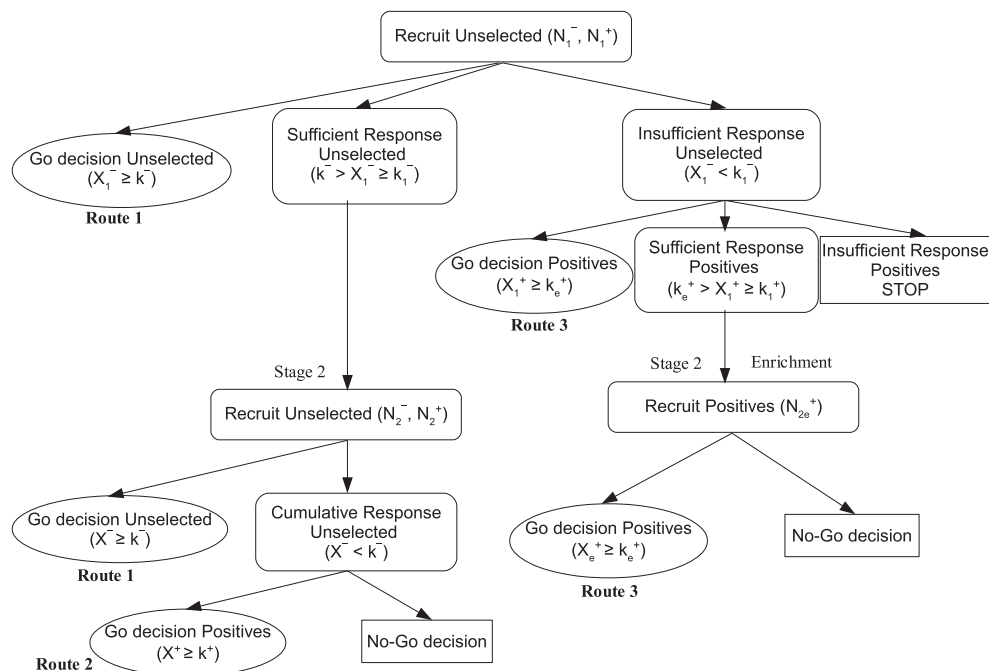 Recruit Unselected (N₁⁻, N₁⁺)
Go decision Unselected
(X₁⁻ ≥ k⁻)
Route 1
Sufficient Response
Unselected
(k⁻ > X₁⁻ ≥ k₁⁻)
Insufficient Response
Unselected
(X₁⁻ < k₁⁻)
Go decision Positives
(X₁⁺ ≥ kₑ⁺)
Route 3
Sufficient Response
Positives
(kₑ⁺ > X₁⁺ ≥ k₁⁺)
Insufficient Response
Positives
STOP
Stage 2
Stage 2 Enrichment
Recruit Unselected (N₂⁻, N₂⁺)
Recruit Positives (N₂ₑ⁺)
Go decision Unselected
(X⁻ ≥ k⁻)
Route 1
Cumulative Response
Unselected
(X⁻ < k⁻)
Go decision Positives
(Xₑ⁺ ≥ kₑ⁺)
Route 3
No-Go decision
Go decision Positives
(X⁺ ≥ k⁺)
Route 2
No-Go decision